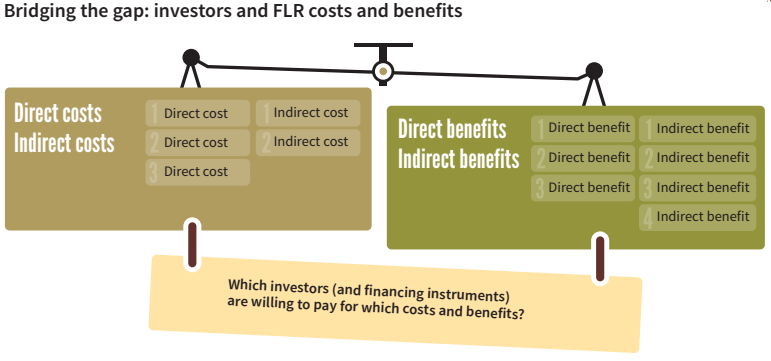 Bridging the gap: investors and FLR costs and benefits
Direct costs
Indirect costs
1 Direct cost
2 Direct cost
3 Direct cost
1 Indirect cost
2 Indirect cost
Direct benefits
Indirect benefits
1 Direct benefit
2 Direct benefit
3 Direct benefit
1 Indirect benefit
2 Indirect benefit
3 Indirect benefit
4 Indirect benefit
Which investors (and financing instruments)
are willing to pay for which costs and benefits?